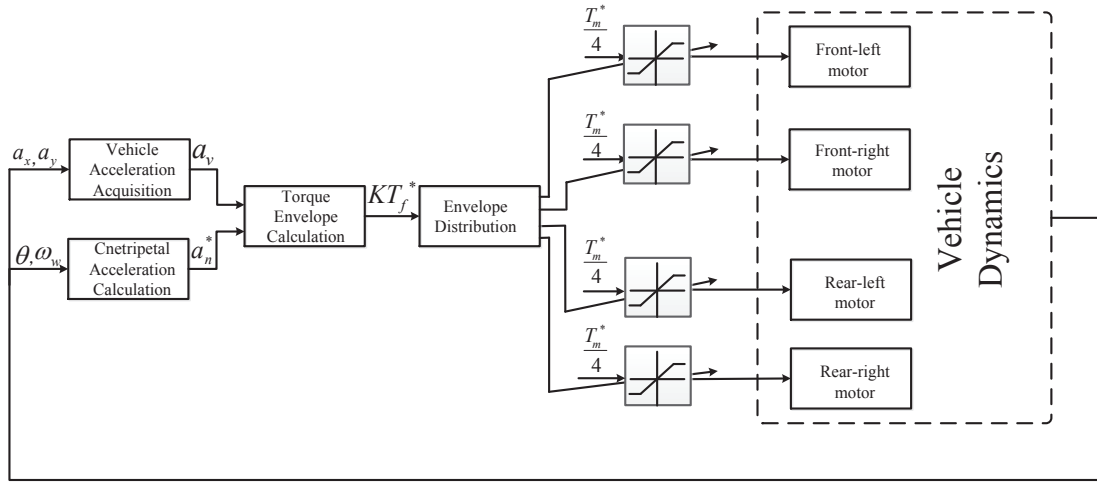 T_m^*
4
Front-left
motor
T_m^*
4
Front-right
motor
a_x, a_y
Vehicle
Acceleration
Acquisition
a_v
Torque
Envelope
Calculation
KT_f^*
Envelope
Distribution
θ, ω_w
Cnetripetal
Acceleration
Calculation
a_n^*
T_m^*
4
Rear-left
motor
T_m^*
4
Rear-right
motor
Vehicle
Dynamics